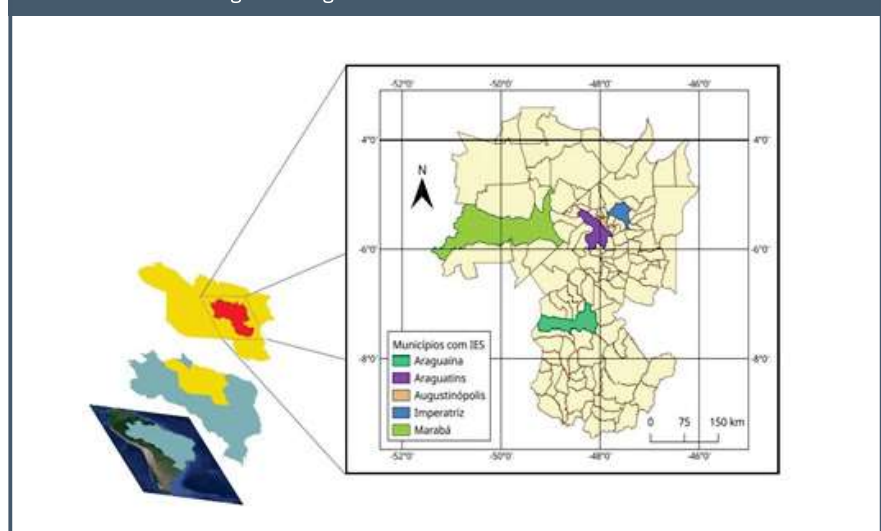 -52°0' -50°0' -48°0' -46°0'
-4°0' 4°0'
N
-6°0' -6°0'
-8°0' -8°0'
Municípios com IES
Araguaína
Araguatins
Augustinópolis
Imperatriz
Marabá
0 75 150 km
-52°0' -50°0' -48°0' -46°0'